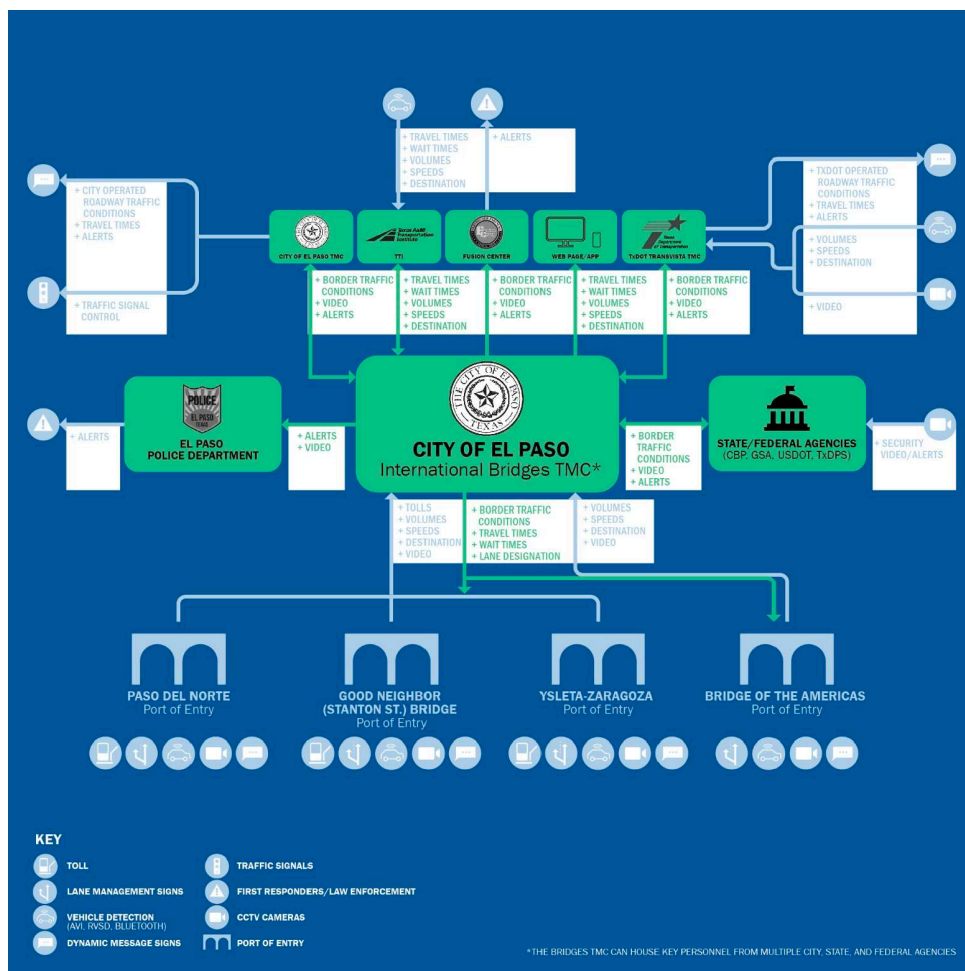 + TRAVEL TIMES
+ WAIT TIMES
+ VOLUMES
+ SPEEDS
+ DESTINATION
+ ALERTS
+ CITY OPERATED
ROADWAY TRAFFIC
CONDITIONS
+ TRAVEL TIMES
+ ALERTS
+ TRAFFIC SIGNAL
CONTROL
+ TXDOT OPERATED
ROADWAY TRAFFIC
CONDITIONS
+ TRAVEL TIMES
+ ALERTS
+ VOLUMES
+ SPEEDS
+ DESTINATION
+ VIDEO
CITY OF EL PASO TMC
Texas A&M
Transportation
Institute
TTI
FUSION CENTER
WEB PAGE/APP
Texas
Department
of Transportation
TxDOT TRANSVISTA TMC
+ BORDER TRAFFIC
CONDITIONS
+ VIDEO
+ ALERTS
+ TRAVEL TIMES
+ WAIT TIMES
+ VOLUMES
+ SPEEDS
+ DESTINATION
+ BORDER TRAFFIC
CONDITIONS
+ VIDEO
+ ALERTS
+ TRAVEL TIMES
+ WAIT TIMES
+ VOLUMES
+ SPEEDS
+ DESTINATION
+ BORDER TRAFFIC
CONDITIONS
+ VIDEO
+ ALERTS
+ ALERTS
POLICE
EL PASO
TEXAS
EL PASO
POLICE DEPARTMENT
+ ALERTS
+ VIDEO
THE CITY OF EL PASO
TEXAS
CITY OF EL PASO
International Bridges TMC*
+ BORDER
TRAFFIC
CONDITIONS
+ VIDEO
+ ALERTS
STATE/FEDERAL AGENCIES
(CBP, GSA, USDOT, TxDPS)
+ SECURITY
VIDEO/ALERTS
+ TOLLS
+ VOLUMES
+ SPEEDS
+ DESTINATION
+ VIDEO
+ BORDER TRAFFIC
CONDITIONS
+ TRAVEL TIMES
+ WAIT TIMES
+ LANE DESIGNATION
+ VOLUMES
+ SPEEDS
+ DESTINATION
+ VIDEO
PASO DEL NORTE
Port of Entry
GOOD NEIGHBOR
(STANTON ST.) BRIDGE
Port of Entry
YSLETA-ZARAGOZA
Port of Entry
BRIDGE OF THE AMERICAS
Port of Entry
KEY
TOLL
LANE MANAGEMENT SIGNS
VEHICLE DETECTION
(AVI, RVSD, BLUETOOTH)
DYNAMIC MESSAGE SIGNS
TRAFFIC SIGNALS
FIRST RESPONDERS/LAW ENFORCEMENT
CCTV CAMERAS
PORT OF ENTRY
*THE BRIDGES TMC CAN HOUSE KEY PERSONNEL FROM MULTIPLE CITY, STATE, AND FEDERAL AGENCIES